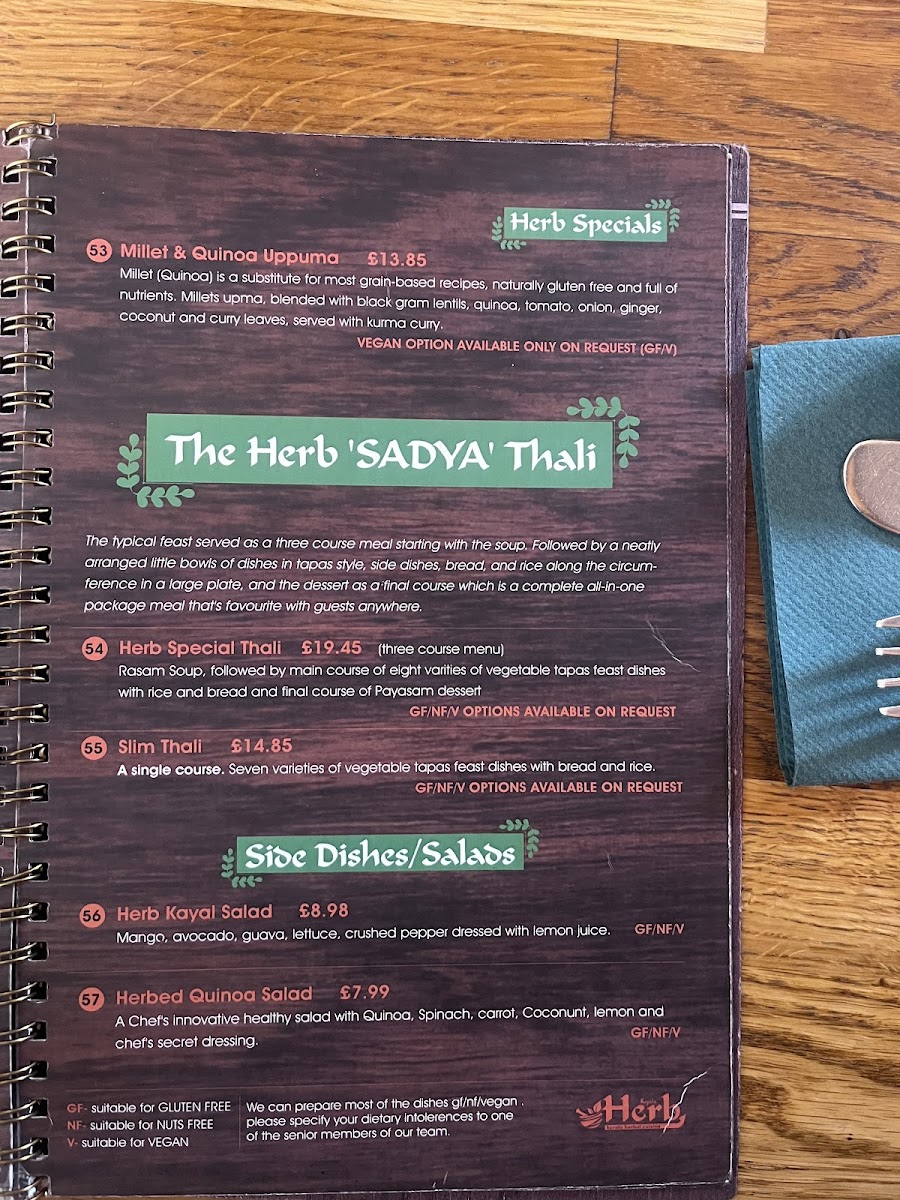 Herb Specials
53 Millet & Quinoa Uppuma £13.85
Millet (Quinoa) is a substitute for most grain-based recipes, naturally gluten free and full of
nutrients. Millets upma, blended with black gram lentils, quinoa, tomato, onion, ginger,
coconut and curry leaves, served with kurma curry.
VEGAN OPTION AVAILABLE ONLY ON REQUEST (GF/V)
The Herb 'SADYA' Thali
The typical feast served as a three course meal starting with the soup. Followed by a neatly
arranged little bowls of dishes in tapas style, side dishes, bread, and rice along the circum-
ference in a large plate, and the dessert as a final course which is a complete all-in-one
package meal that's favourite with guests anywhere.
54 Herb Special Thali £19.45 (three course menu)
Rasam Soup, followed by main course of eight varities of vegetable tapas feast dishes
with rice and bread and final course of Payasam dessert
GF/NF/V OPTIONS AVAILABLE ON REQUEST
55 Slim Thali £14.85
A single course. Seven varieties of vegetable tapas feast dishes with bread and rice.
GF/NF/V OPTIONS AVAILABLE ON REQUEST
Side Dishes/Salads
56 Herb Kayal Salad £8.98
Mango, avocado, guava, lettuce, crushed pepper dressed with lemon juice. GF/NF/V
57 Herbed Quinoa Salad £7.99
A Chef's innovative healthy salad with Quinoa, Spinach, carrot, Coconunt, lemon and
chef's secret dressing. GF/NF/V
GF- suitable for GLUTEN FREE
NF- suitable for NUTS FREE
V- suitable for VEGAN
We can prepare most of the dishes gf/nf/vegan .
please specify your dietary intolerences to one
of the senior members of our team.
Herb